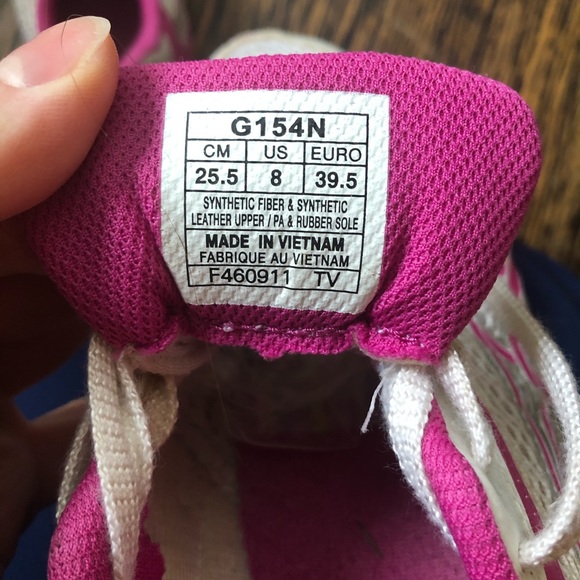 G154N
CM US EURO
25.5 8 39.5
SYNTHETIC FIBER & SYNTHETIC
LEATHER UPPER / PA & RUBBER SOLE
MADE IN VIETNAM
FABRIQUE AU VIETNAM
F460911 TV